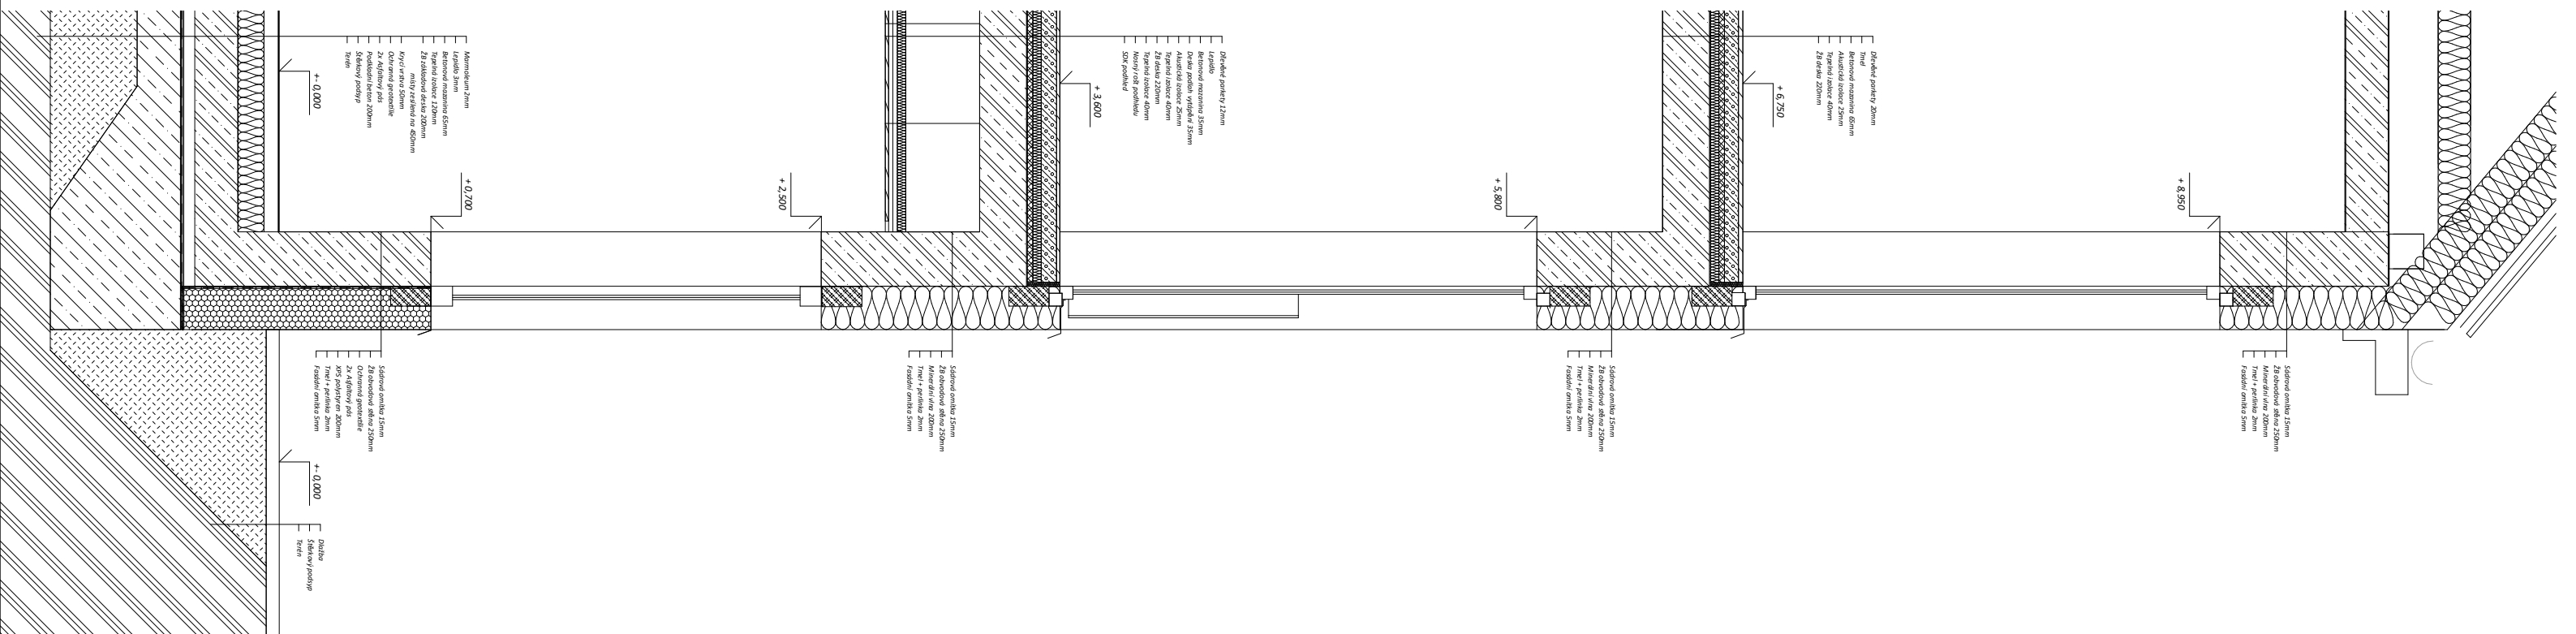 Marmoleum 2mm
Lepidlo 3mm
Betonová mazanina 65mm
Tepelná izolace 120mm
ŽB základová deska 200mm
místy zesílená na 450mm
Krycí vrstva 50mm
Ochranná geotextilie
2x Asfaltový pás
Podkladní beton 200mm
Štěrkový podsyp
Terén
+- 0,000
+ 0,700
+ 2,500
Dřevěné parkety 12mm
Lepidlo
Betonová mazanina 35mm
Deska podlah. vytápění 35mm
Akustická izolace 25mm
Tepelná izolace 40mm
ŽB deska 220mm
Tepelná izolace 40mm
Nosný rošt podhledu
SDK podhled
+ 3,600
+ 5,800
Dřevěné parkety 20mm
Tmel
Betonová mazanina 65mm
Akustická izolace 25mm
Tepelná izolace 40mm
ŽB deska 220mm
+ 6,750
+ 8,950
Sádrová omítka 15mm
ŽB obvodová stěna 250mm
Ochranná geotextilie
2x Asfaltový pás
XPS polystyren 200mm
Tmel + perlinka 2mm
Fasádní omítka 5mm
Sádrová omítka 15mm
ŽB obvodová stěna 250mm
Minerální vlna 200mm
Tmel + perlinka 2mm
Fasádní omítka 5mm
Sádrová omítka 15mm
ŽB obvodová stěna 250mm
Minerální vlna 200mm
Tmel + perlinka 2mm
Fasádní omítka 5mm
Sádrová omítka 15mm
ŽB obvodová stěna 250mm
Minerální vlna 200mm
Tmel + perlinka 2mm
Fasádní omítka 5mm
+- 0,000
Dlažba
Štěrkový podsyp
Terén